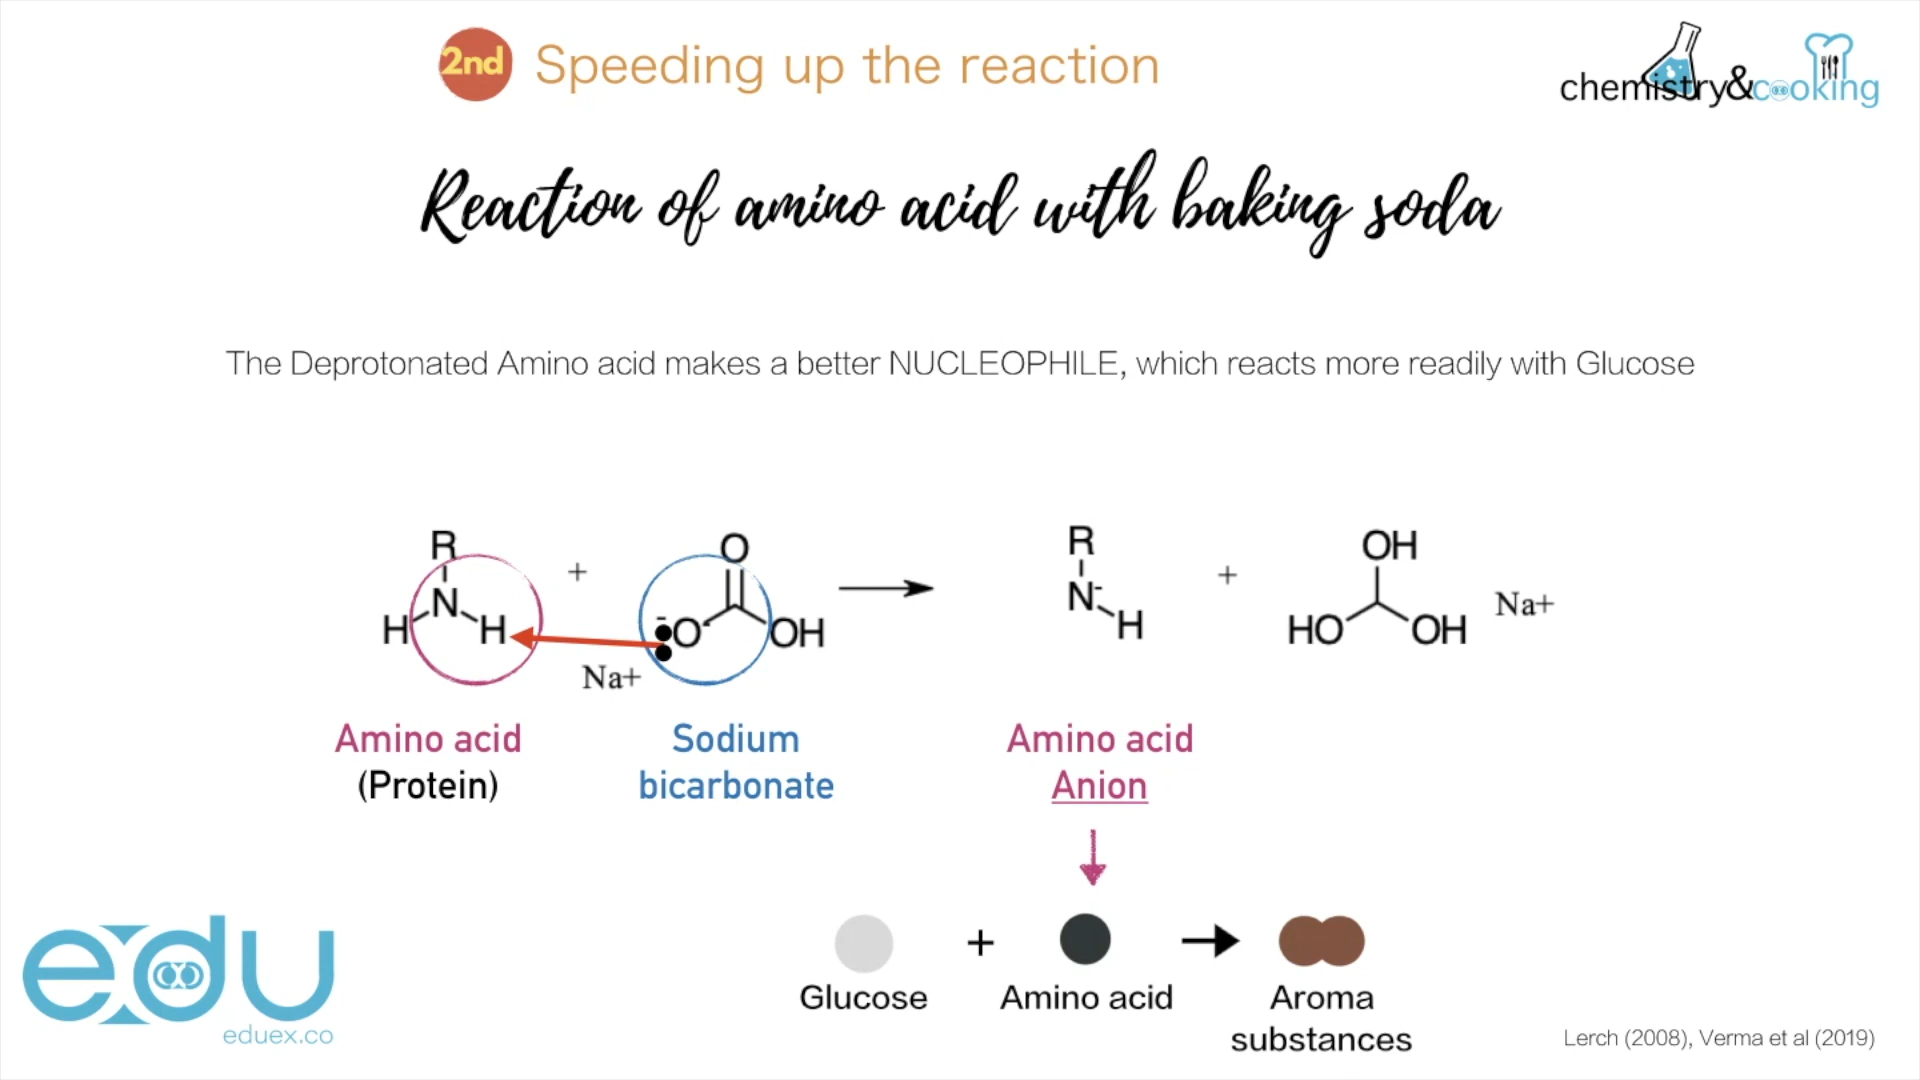 2nd Speeding up the reaction
chemistry&cooking
Reaction of amino acid with baking soda
The Deprotonated Amino acid makes a better NUCLEOPHILE, which reacts more readily with Glucose
R
N
H
H
+
O
-
O-
OH
Na+
R
N-
H
+
OH
HO
OH
Na+
Amino acid
(Protein)
Sodium
bicarbonate
Amino acid
Anion
+
Glucose
Amino acid
Aroma
substances
edu
eduex.co
Lerch (2008), Verma et al (2019)